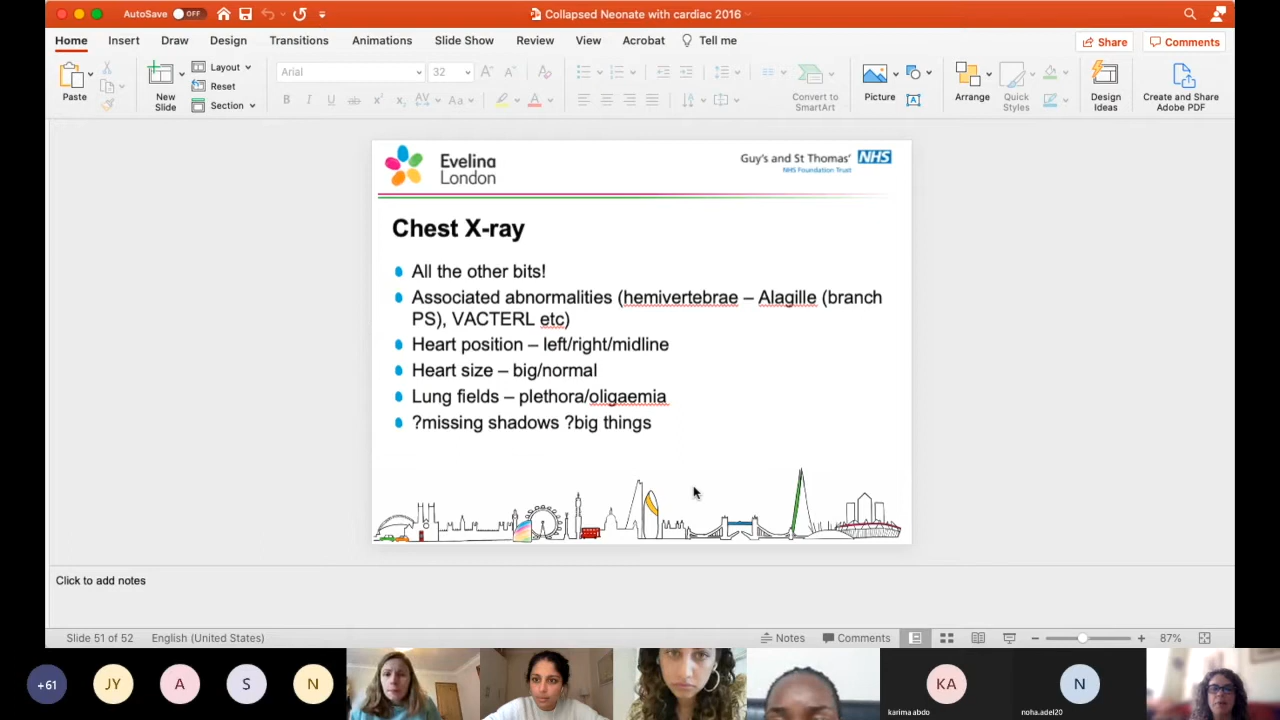 AutoSave OFF
Collapsed Neonate with cardiac 2016
Home Insert Draw Design Transitions Animations Slide Show Review View Acrobat Tell me
Share Comments
Paste
New
Slide
Layout
Reset
Section
Arial 32
Convert to
SmartArt
Picture
Arrange
Quick
Styles
Design
Ideas
Create and Share
Adobe PDF
Evelina
London
Guy's and St Thomas' NHS
NHS Foundation Trust
Chest X-ray
All the other bits!
Associated abnormalities (hemivertebrae – Alagille (branch
PS), VACTERL etc)
Heart position – left/right/midline
Heart size – big/normal
Lung fields – plethora/oligaemia
?missing shadows ?big things
Click to add notes
Slide 51 of 52 English (United States) Notes Comments 87%
+61 JY A S N KA N
karima abdo noha.adel20